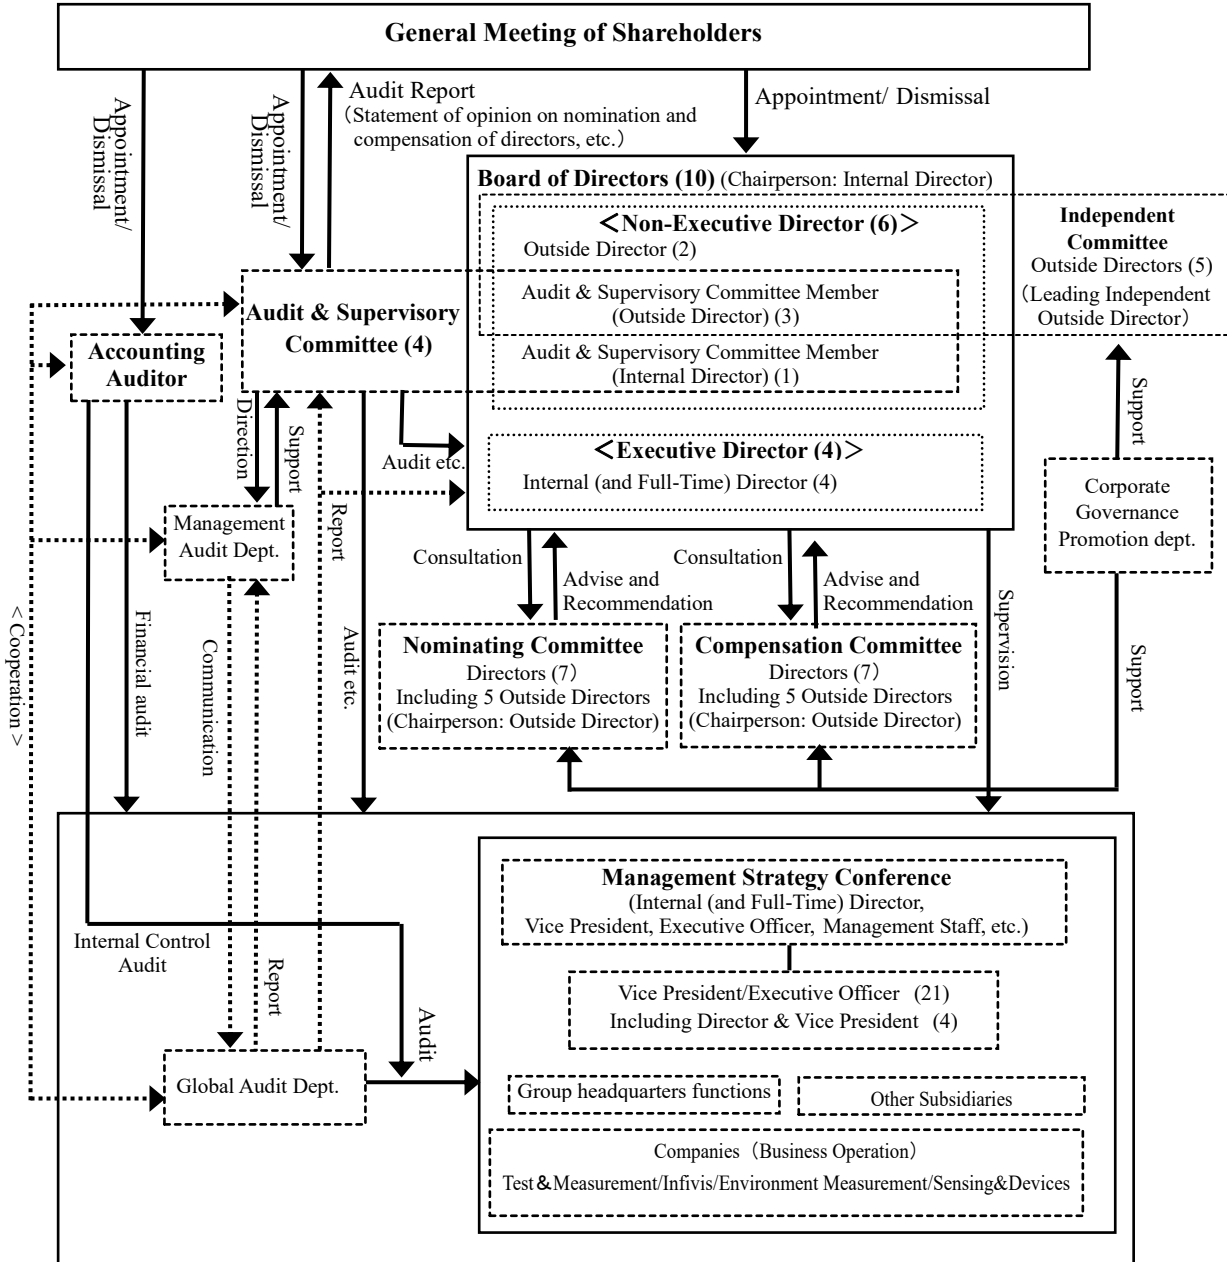 General Meeting of Shareholders
Appointment/
Dismissal
Appointment/
Dismissal
Audit Report
（Statement of opinion on nomination and
compensation of directors, etc.）
Appointment/ Dismissal
Board of Directors (10) (Chairperson: Internal Director)
＜Non-Executive Director (6)＞
Outside Director (2)
Audit & Supervisory Committee Member
(Outside Director) (3)
Audit & Supervisory Committee Member
(Internal Director) (1)
Independent
Committee
Outside Directors (5)
（Leading Independent
Outside Director）
Audit & Supervisory
Committee (4)
Accounting
Auditor
Direction
Support
Report
Audit etc.
＜Executive Director (4)＞
Internal (and Full-Time) Director (4)
Support
Corporate
Governance
Promotion dept.
Management
Audit Dept.
Consultation
Advise and
Recommendation
Consultation
Advise and
Recommendation
Supervision
Support
< Cooperation >
Financial audit
Communication
Audit etc.
Nominating Committee
Directors (7）
Including 5 Outside Directors
(Chairperson: Outside Director)
Compensation Committee
Directors (7）
Including 5 Outside Directors
(Chairperson: Outside Director)
Management Strategy Conference
(Internal (and Full-Time) Director,
Vice President, Executive Officer, Management Staff, etc.)
Internal Control
Audit
Report
Audit
Vice President/Executive Officer (21)
Including Director & Vice President (4)
Global Audit Dept.
Group headquarters functions
Other Subsidiaries
Companies（Business Operation）
Test＆Measurement/Infivis/Environment Measurement/Sensing&Devices